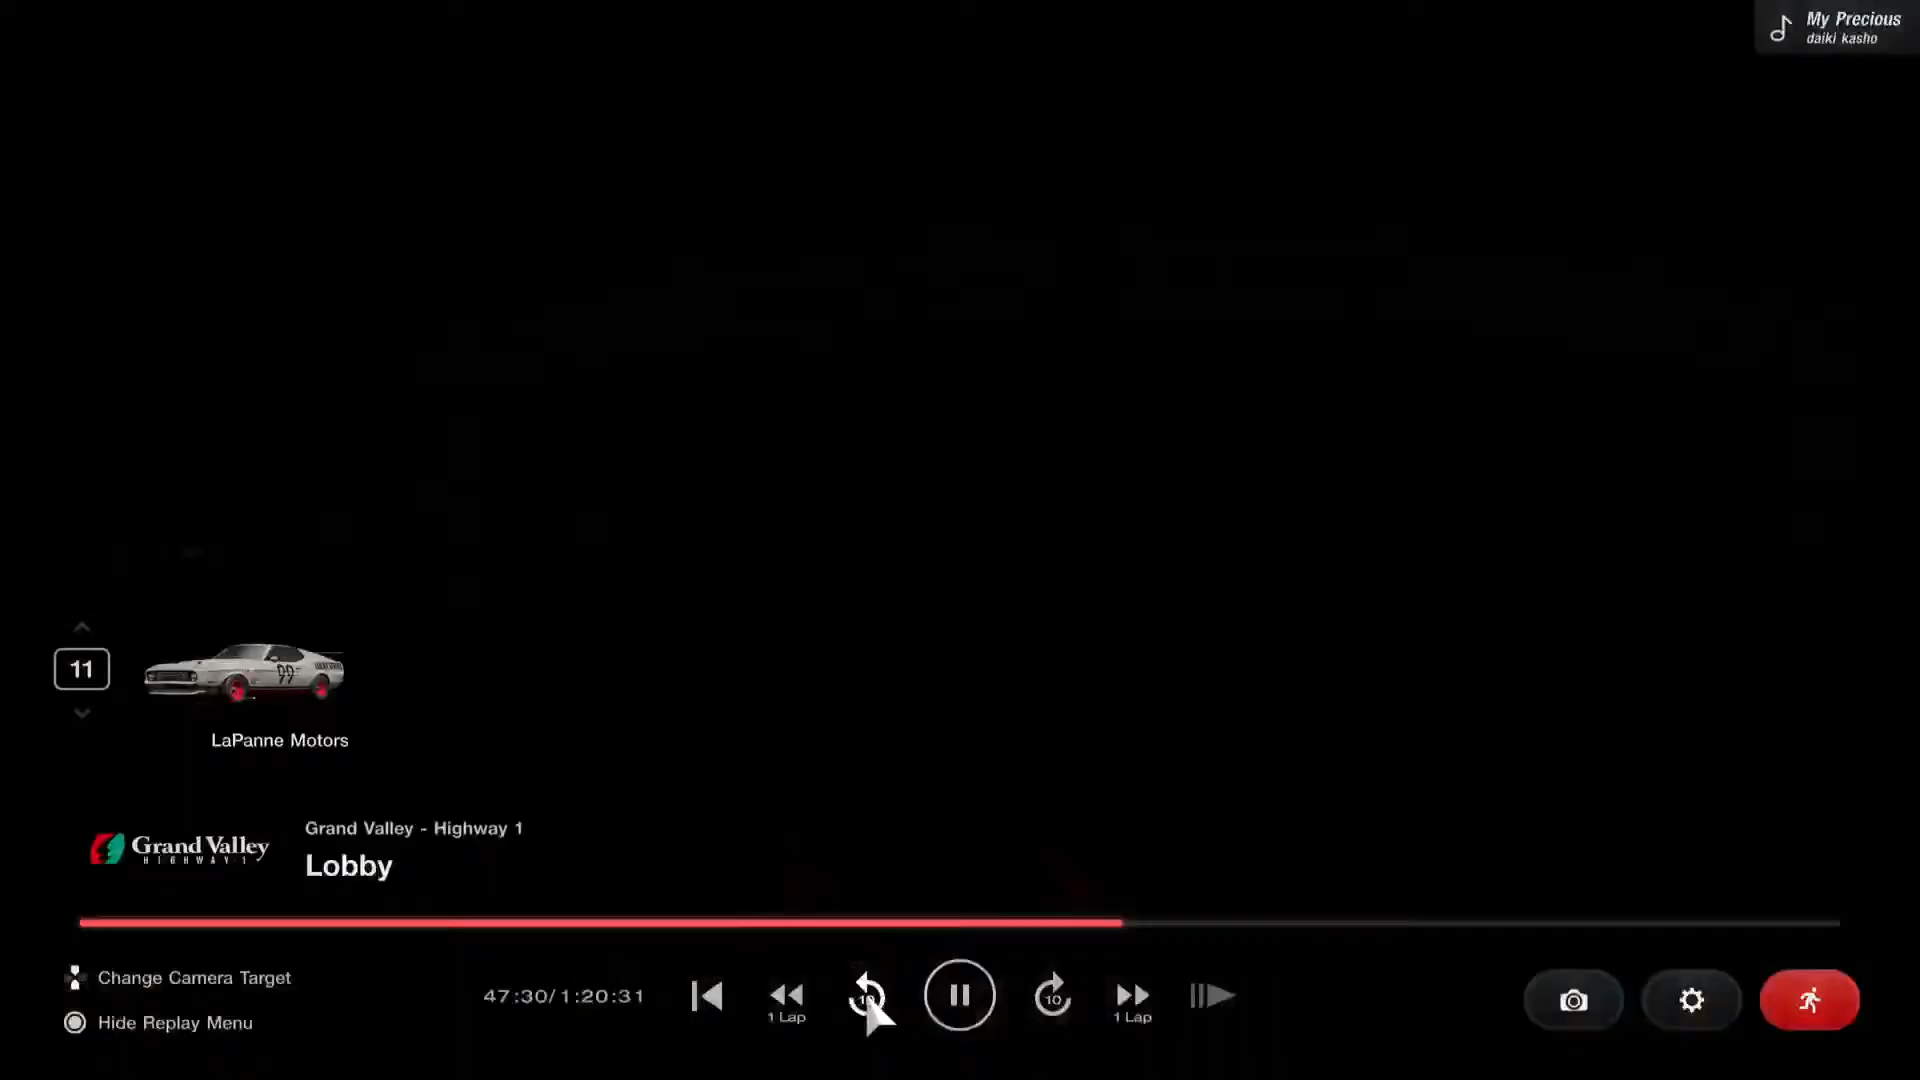 My Precious
daiki kasho
11
99
LaPanne Motors
Grand Valley
HIGHWAY 1
Grand Valley - Highway 1
Lobby
Change Camera Target
Hide Replay Menu
47:30/1:20:31
1 Lap
10
10
1 Lap